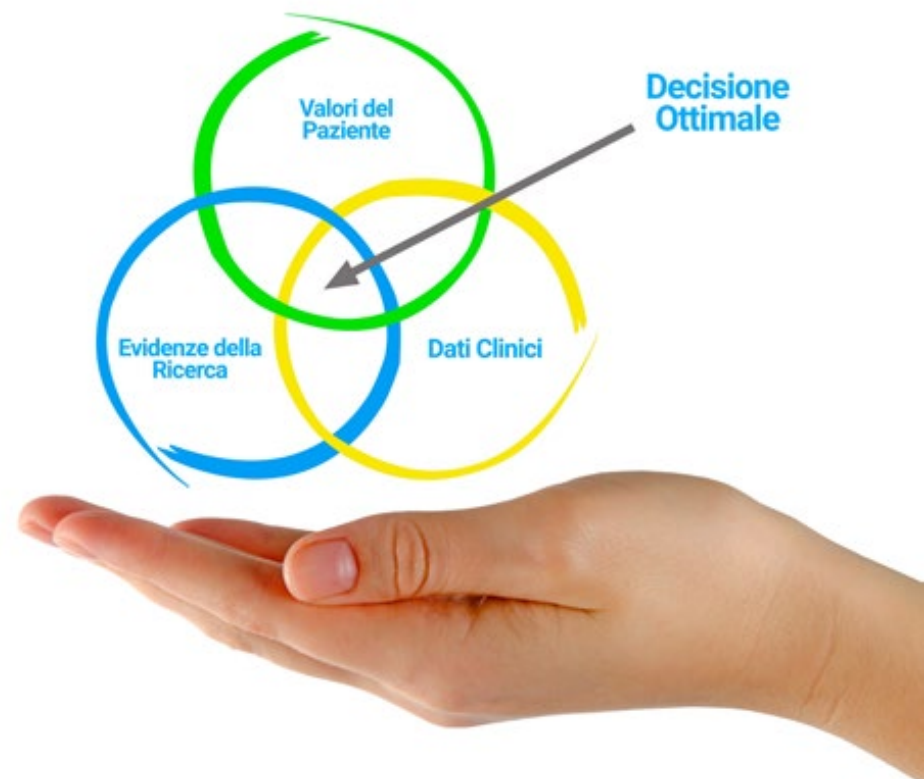 Valori del
Paziente
Decisione
Ottimale
Evidenze della
Ricerca
Dati Clinici